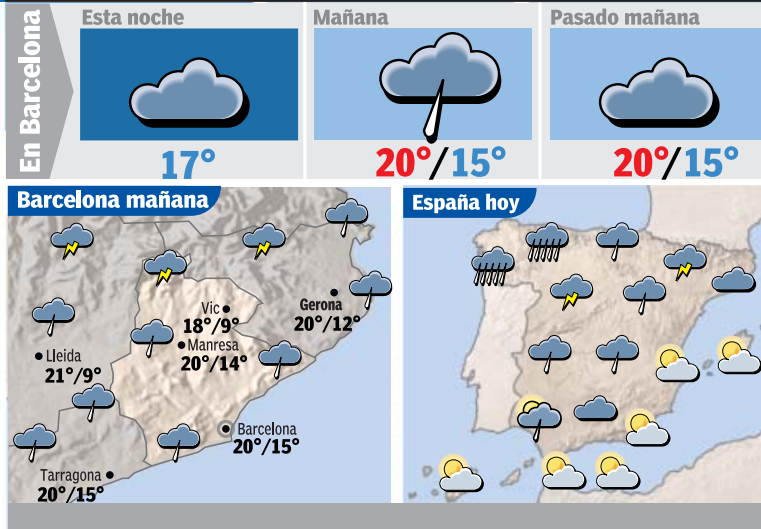 En Barcelona
Esta noche
17°
Mañana
20°/15°
Pasado mañana
20°/15°
Barcelona mañana
Vic
18°/9°
Gerona
20°/12°
Manresa
20°/14°
Lleida
21°/9°
Barcelona
20°/15°
Tarragona
20°/15°
España hoy